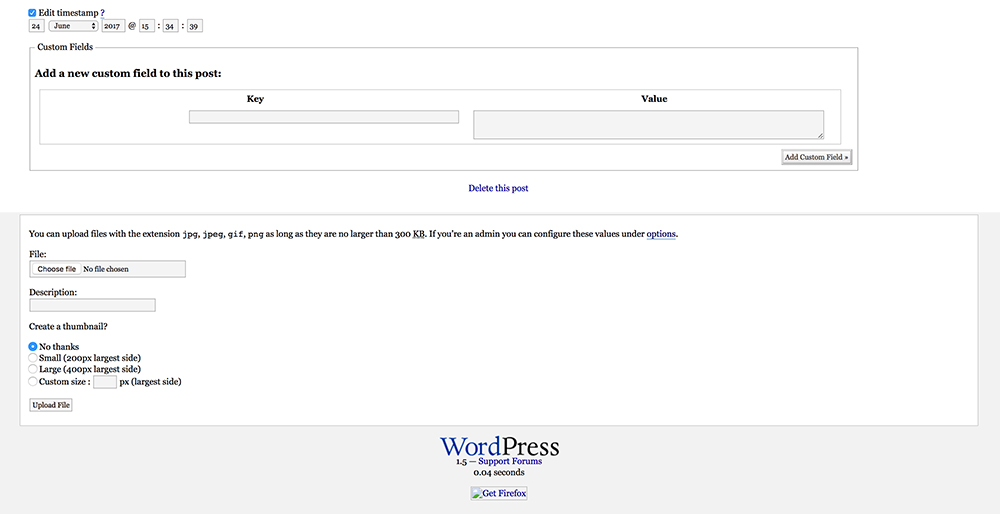 Edit timestamp ?
24 June 2017 @ 15 : 34 : 39
Custom Fields
Add a new custom field to this post:
Key Value
Add Custom Field »
Delete this post
You can upload files with the extension jpg, jpeg, gif, png as long as they are no larger than 300 KB. If you're an admin you can configure these values under options.
File:
Choose file No file chosen
Description:
Create a thumbnail?
No thanks
Small (200px largest side)
Large (400px largest side)
Custom size : px (largest side)
Upload File
WordPress
1.5 — Support Forums
0.04 seconds
Get Firefox